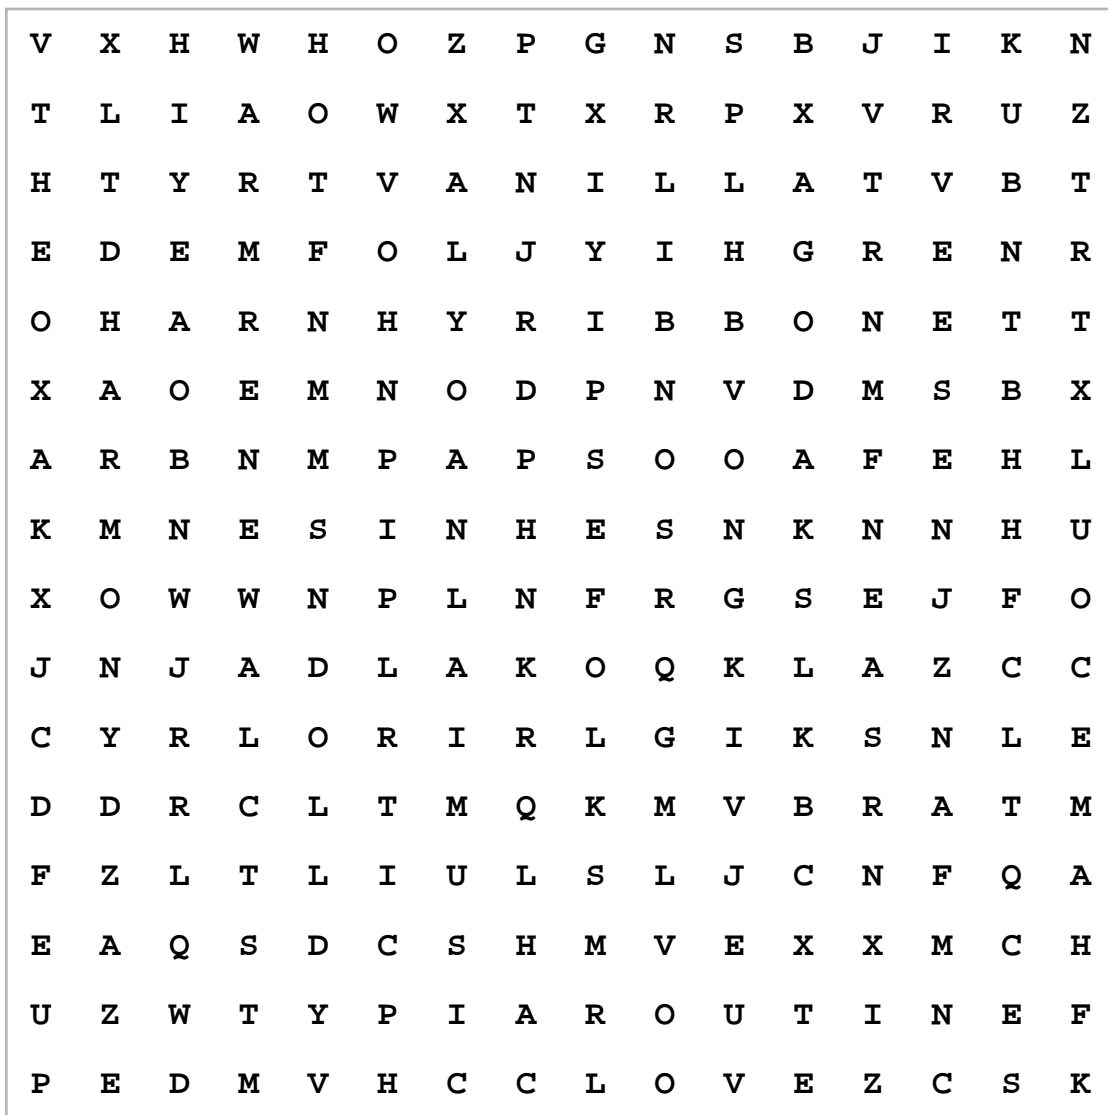 V X H W H O Z P G N S B J I K N
T L I A O W X T X R P X V R U Z
H T Y R T V A N I L L A T V B T
E D E M F O L J Y I H G R E N R
O H A R N H Y R I B B O N E T T
X A O E M N O D P N V D M S B X
A R B N M P A P S O O A F E H L
K M N E S I N H E S N K N N H U
X O W W N P L N F R G S E J F O
J N J A D L A K O Q K L A Z C C
C Y R L O R I R L G I K S N L E
D D R C L T M Q K M V B R A T M
F Z L T L I U L S L J C N F Q A
E A Q S D C S H M V E X X M C H
U Z W T Y P I A R O U T I N E F
P E D M V H C C L O V E Z C S K